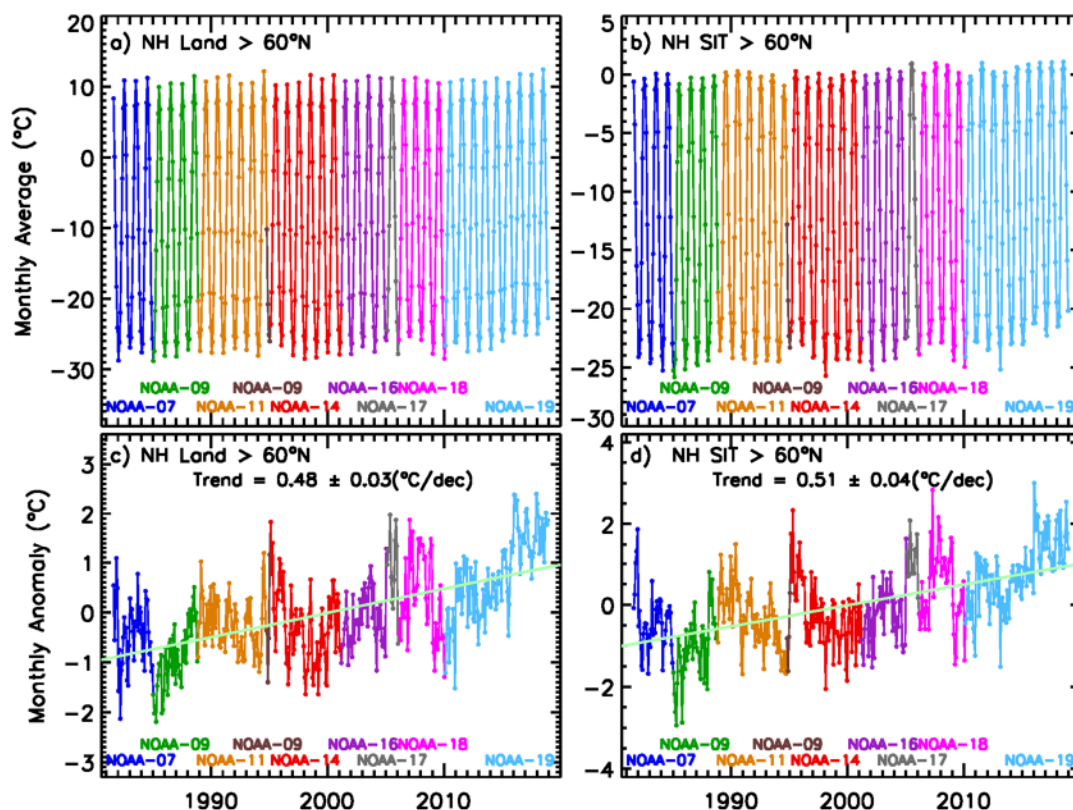 a) NH Land > 60°N
Monthly Average (°C)
20
10
0
−10
−20
−30
NOAA−09 NOAA−09 NOAA−16 NOAA−18
NOAA−07 NOAA−11 NOAA−14 NOAA−17 NOAA−19
b) NH SIT > 60°N
5
0
−5
−10
−15
−20
−25
−30
NOAA−09 NOAA−09 NOAA−16 NOAA−18
NOAA−07 NOAA−11 NOAA−14 NOAA−17 NOAA−19
c) NH Land > 60°N
Trend = 0.48 ± 0.03(°C/dec)
Monthly Anomaly (°C)
3
2
1
0
−1
−2
−3
NOAA−09 NOAA−09 NOAA−16 NOAA−18
NOAA−07 NOAA−11 NOAA−14 NOAA−17 NOAA−19
1990 2000 2010
d) NH SIT > 60°N
Trend = 0.51 ± 0.04(°C/dec)
4
2
0
−2
−4
NOAA−09 NOAA−09 NOAA−16 NOAA−18
NOAA−07 NOAA−11 NOAA−14 NOAA−17 NOAA−19
1990 2000 2010